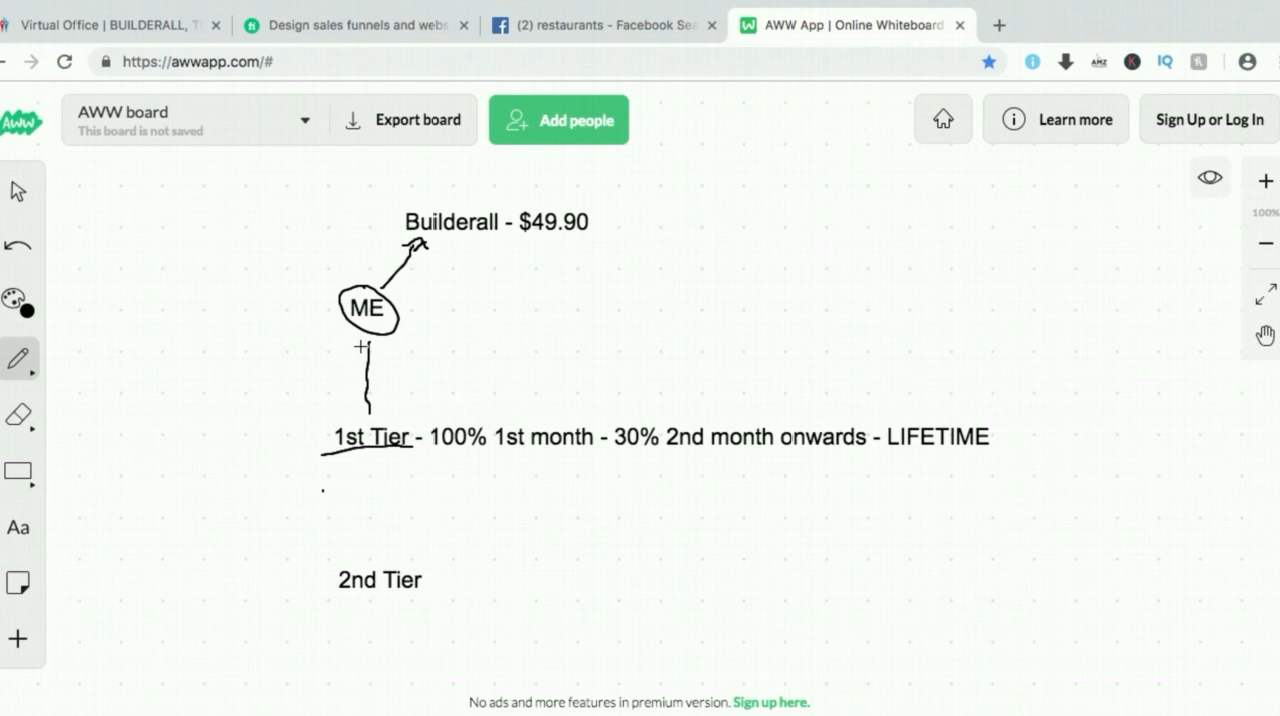 Virtual Office | BUILDERALL, T
Design sales funnels and webs
(2) restaurants - Facebook Sea
AWW App | Online Whiteboard
https://awwapp.com/#
AMZ
K
IQ
AWW
AWW board
This board is not saved
Export board
Add people
Learn more
Sign Up or Log In
100%
Builderall - $49.90
ME
1st Tier - 100% 1st month - 30% 2nd month onwards - LIFETIME
2nd Tier
Aa
No ads and more features in premium version. Sign up here.